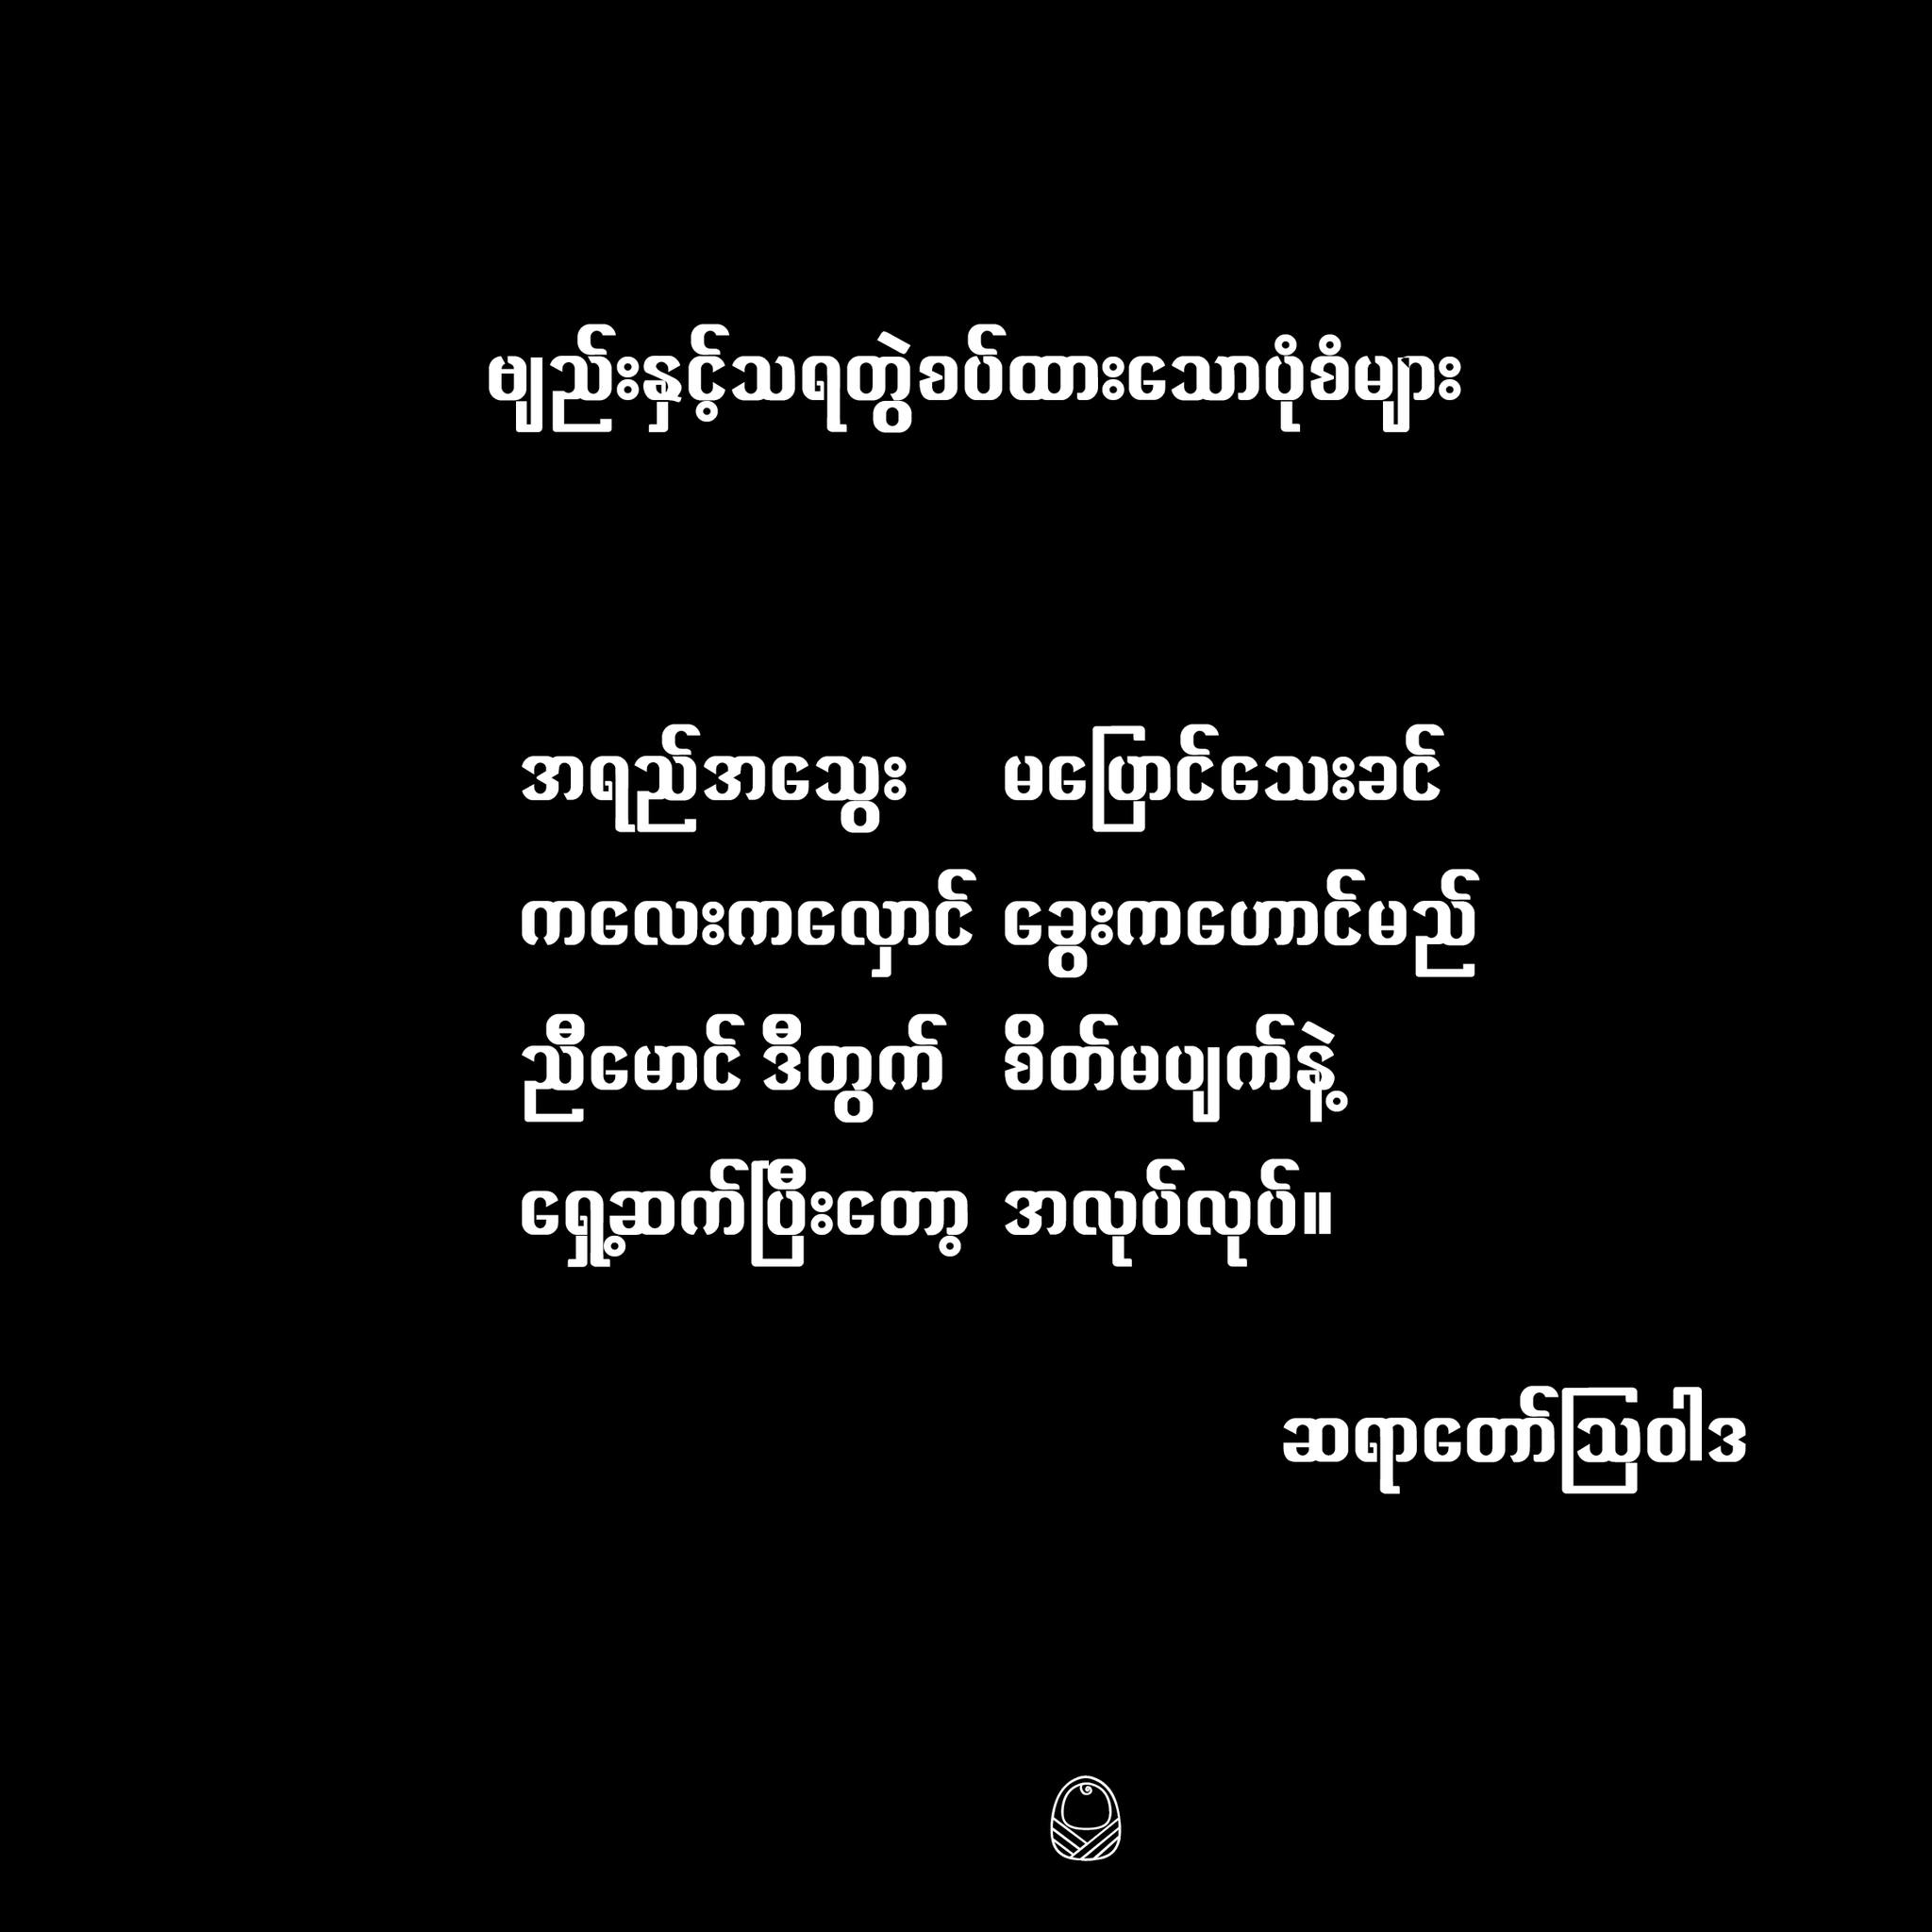 ဗျည်းနှင့်သရတွဲစပ်ထားသောပုံစံများ
အရည်အသွေး မပြောင်သေးခင်
ကလေးကလှောင် ခွေးကဟောင်မည်
ညီမောင် ဒီတွက် စိတ်မပျက်နဲ့
ရှေ့ဆက်ပြီးတော့ အလုပ်လုပ်။
ဆရာတော်ဩဝါဒ